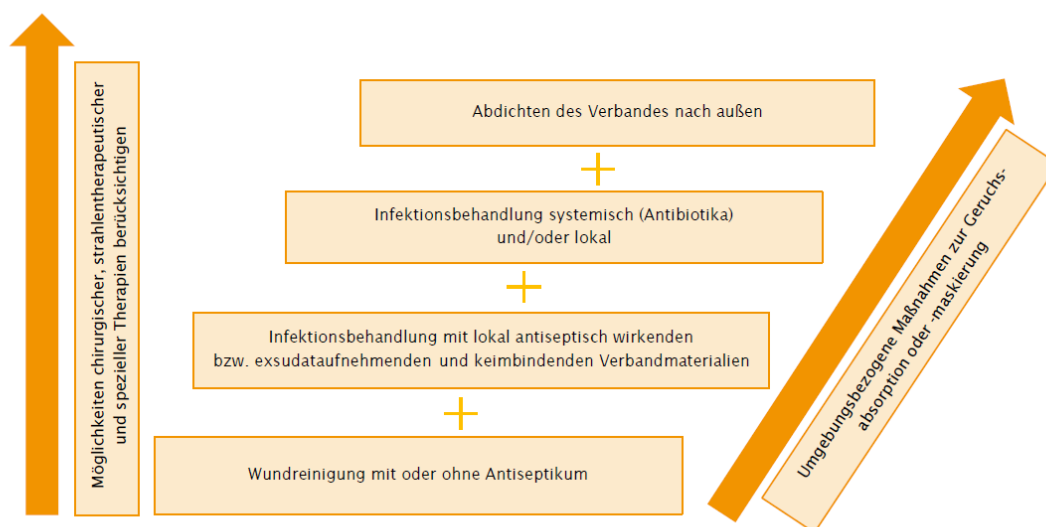 Möglichkeiten chirurgischer, strahlentherapeutischer
und spezieller Therapien berücksichtigen
Abdichten des Verbandes nach außen
Infektionsbehandlung systemisch (Antibiotika)
und/oder lokal
Infektionsbehandlung mit lokal antiseptisch wirkenden
bzw. exsudataufnehmenden und keimbindenden Verbandmaterialien
Wundreinigung mit oder ohne Antiseptikum
Umgebungsbezogene Maßnahmen zur Geruchs-
absorption oder -maskierung